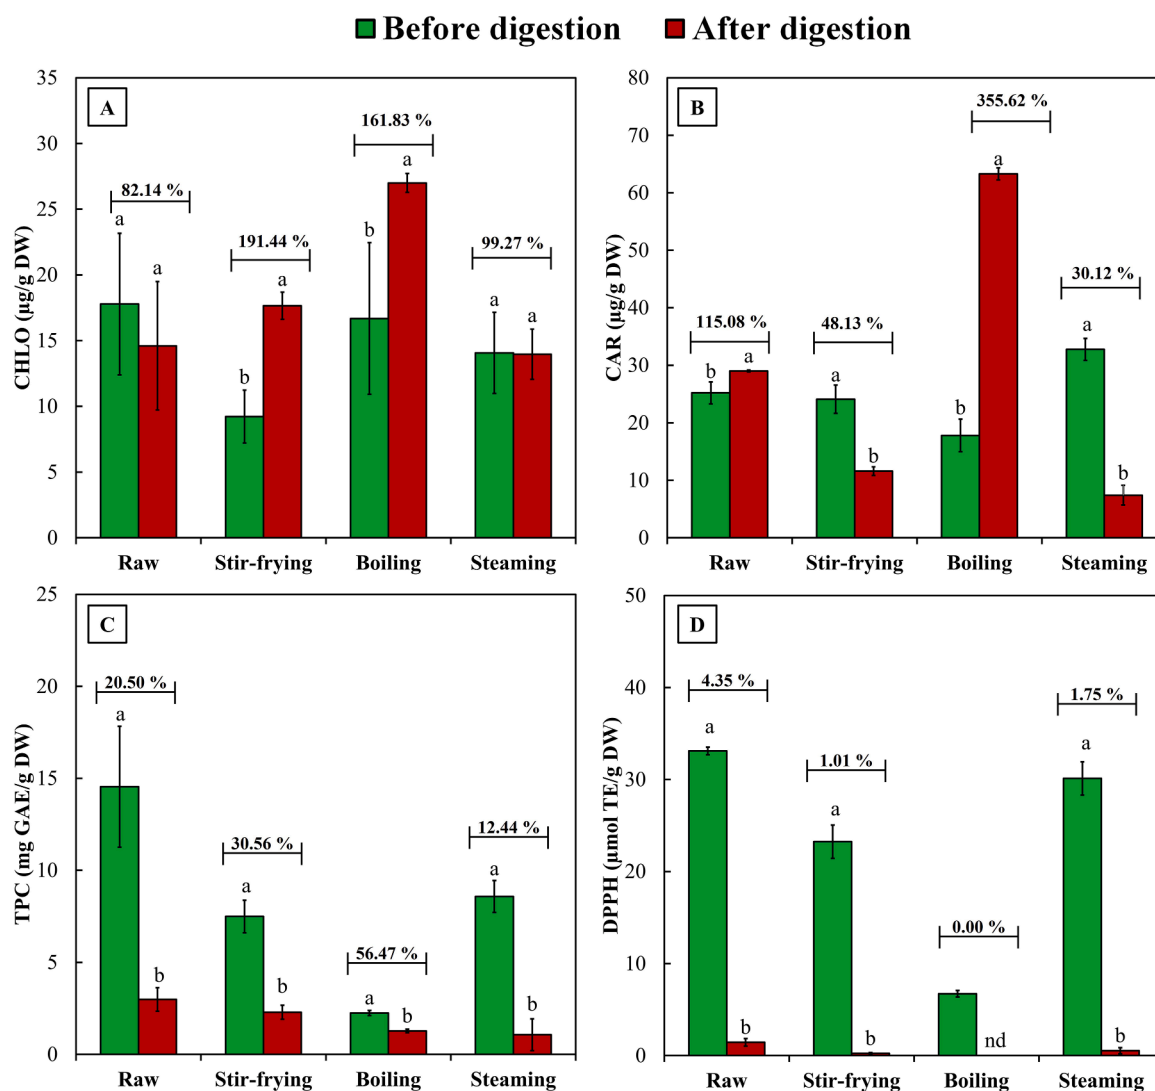 Before digestion After digestion
A
CHLO (µg/g DW)
35
30
25
20
15
10
5
0
82.14 %
191.44 %
161.83 %
99.27 %
a a
b a
b a
a a
Raw Stir-frying Boiling Steaming
B
CAR (µg/g DW)
80
70
60
50
40
30
20
10
0
115.08 %
48.13 %
355.62 %
30.12 %
b a
a b
b a
a b
Raw Stir-frying Boiling Steaming
C
TPC (mg GAE/g DW)
25
20
15
10
5
0
20.50 %
30.56 %
56.47 %
12.44 %
a b
a b
a b
a b
Raw Stir-frying Boiling Steaming
D
DPPH (µmol TE/g DW)
50
40
30
20
10
0
4.35 %
1.01 %
0.00 %
1.75 %
a b
a b
nd
a b
Raw Stir-frying Boiling Steaming